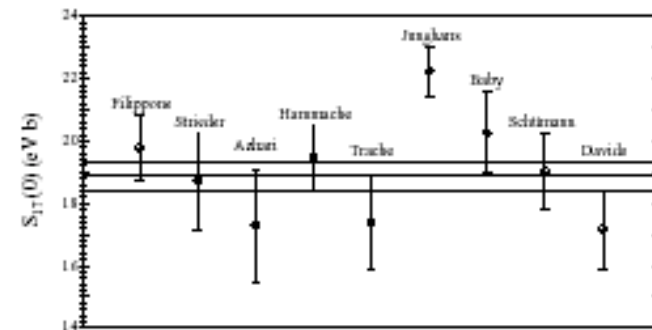 24
Junghans
22
Baby
Filippone
Hammache
Strieder
Schümann
20
Azhari
Trache
Davids
18
16
14
S₁₇(0) (eV b)